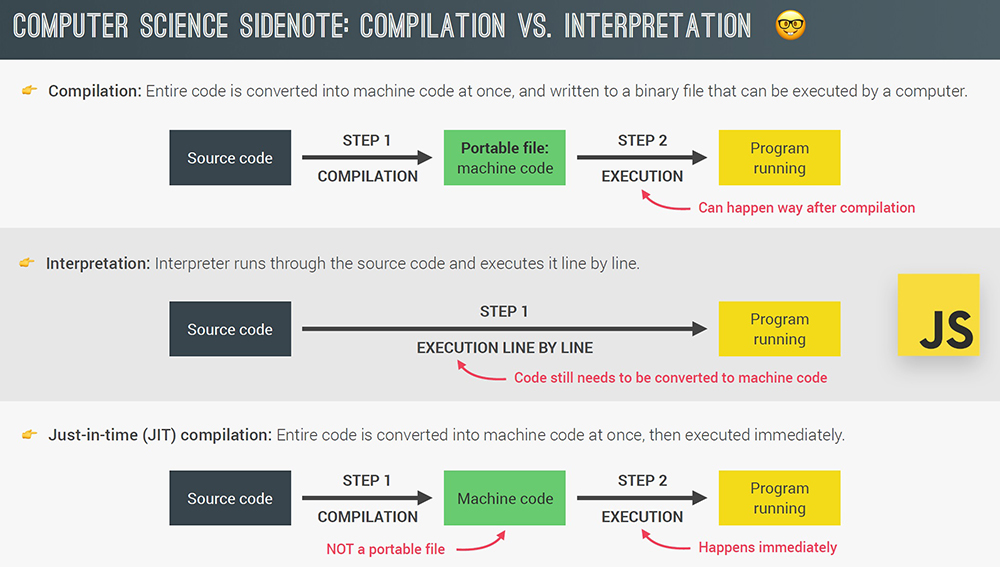 COMPUTER SCIENCE SIDENOTE: COMPILATION VS. INTERPRETATION 🤓
👉 Compilation: Entire code is converted into machine code at once, and written to a binary file that can be executed by a computer.
Source code
STEP 1
COMPILATION
Portable file:
machine code
STEP 2
EXECUTION
Program
running
Can happen way after compilation
👉 Interpretation: Interpreter runs through the source code and executes it line by line.
Source code
STEP 1
EXECUTION LINE BY LINE
Program
running
Code still needs to be converted to machine code
JS
👉 Just-in-time (JIT) compilation: Entire code is converted into machine code at once, then executed immediately.
Source code
STEP 1
COMPILATION
Machine code
STEP 2
EXECUTION
Program
running
NOT a portable file
Happens immediately